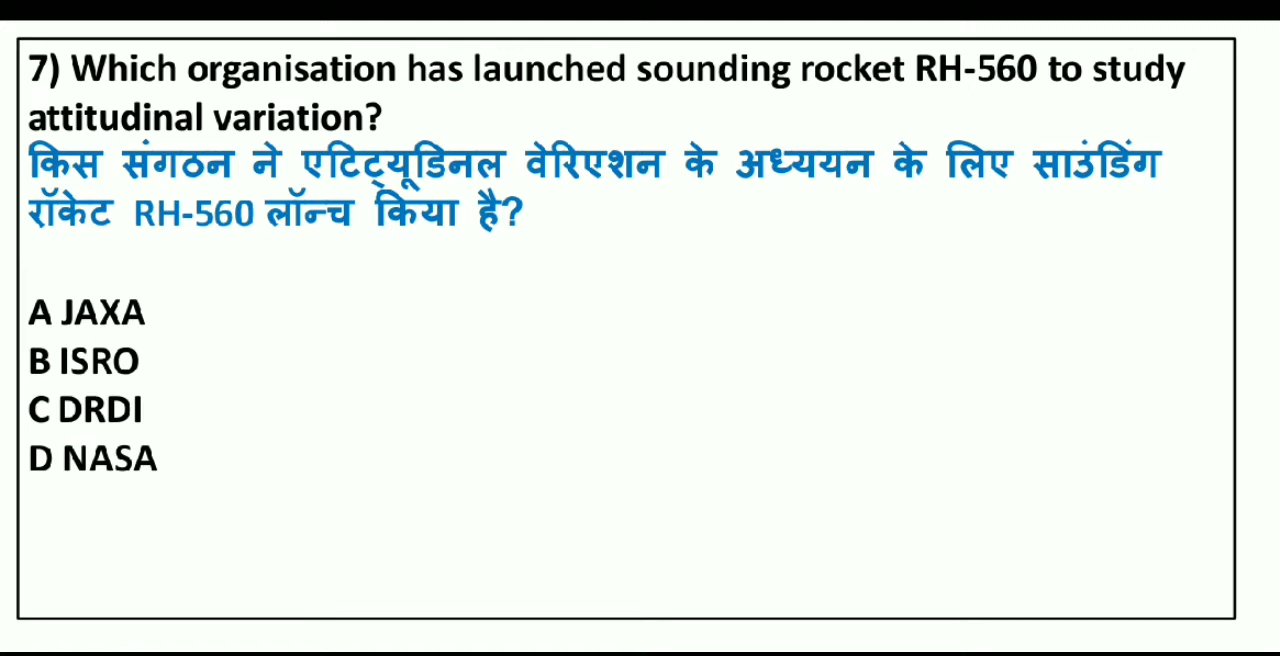 7) Which organisation has launched sounding rocket RH-560 to study
attitudinal variation?
किस संगठन ने एटिट्यूडिनल वेरिएशन के अध्ययन के लिए साउंडिंग
रॉकेट RH-560 लॉन्च किया है?
A JAXA
B ISRO
C DRDI
D NASA